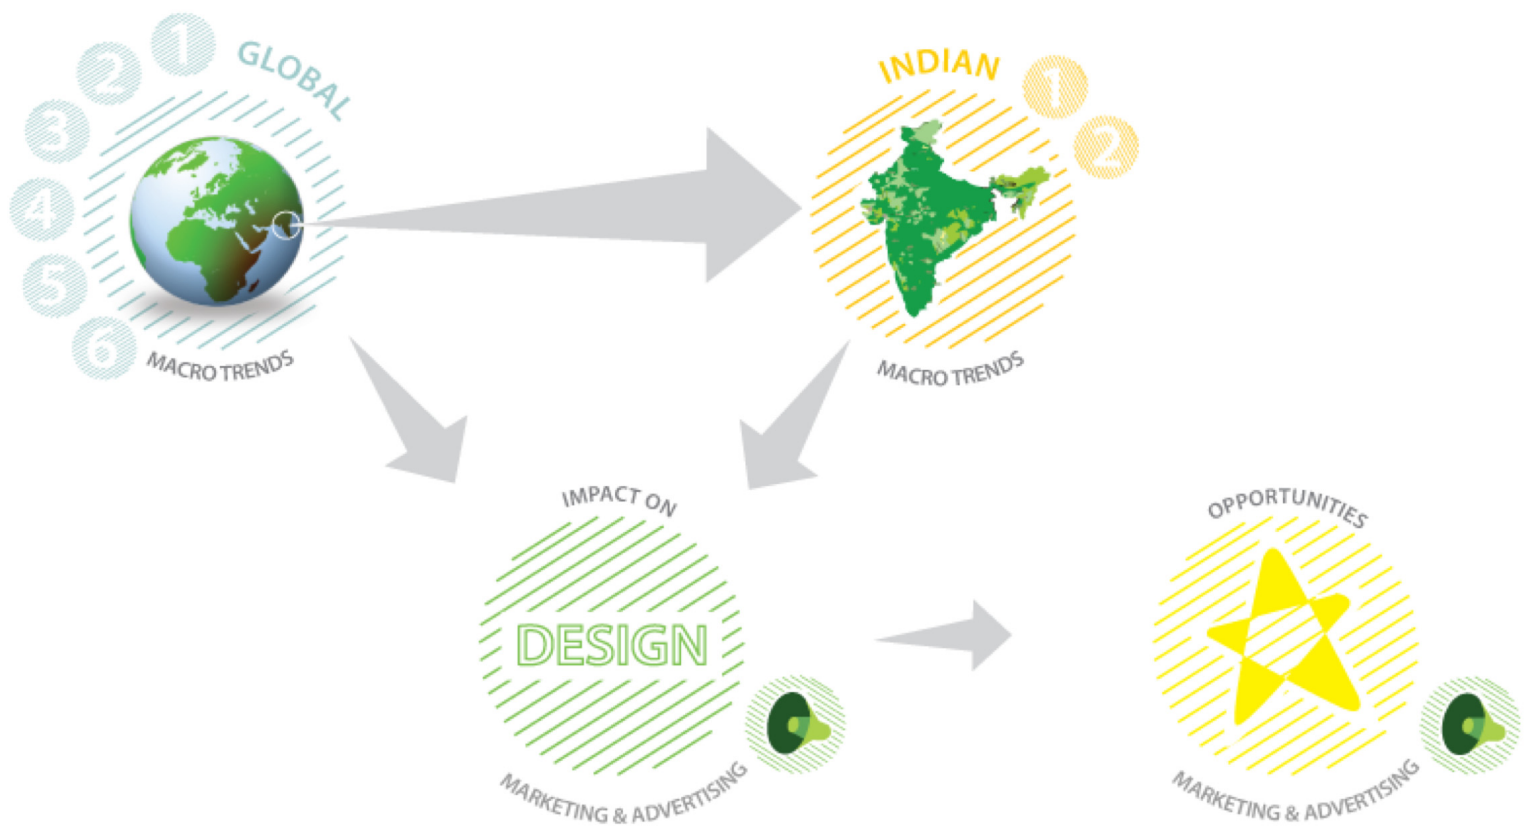 1
2
3
4
5
6
GLOBAL
MACRO TRENDS
INDIAN
1
2
MACRO TRENDS
IMPACT ON
DESIGN
MARKETING & ADVERTISING
OPPORTUNITIES
MARKETING & ADVERTISING